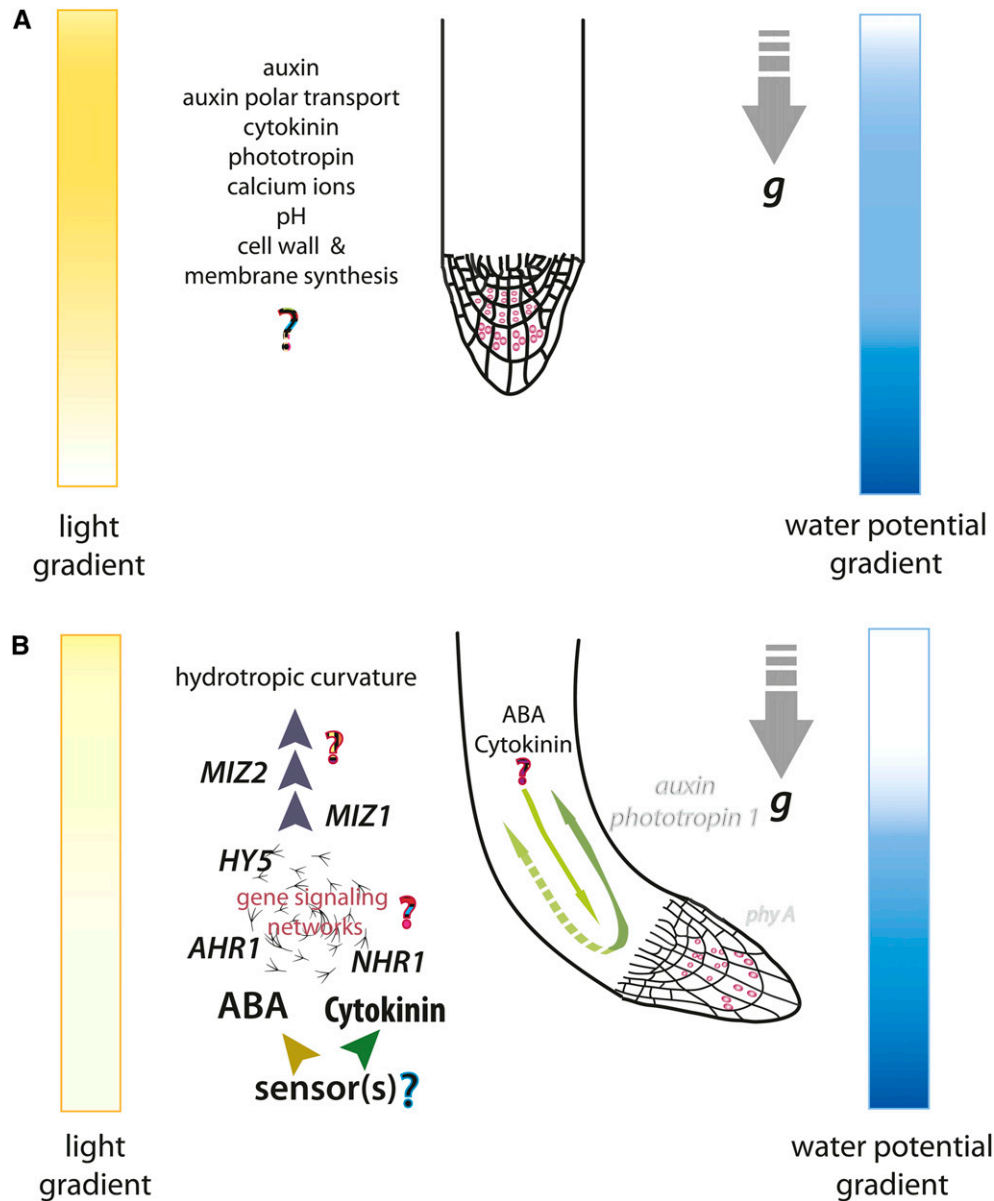 A
auxin
auxin polar transport
cytokinin
phototropin
calcium ions
pH
cell wall &
membrane synthesis
?
g
light
gradient
water potential
gradient
B
hydrotropic curvature
?
MIZ2
MIZ1
HY5
gene signaling
networks
?
AHR1
NHR1
ABA
Cytokinin
sensor(s)?
ABA
Cytokinin
?
auxin
phototropin 1
phy A
g
light
gradient
water potential
gradient